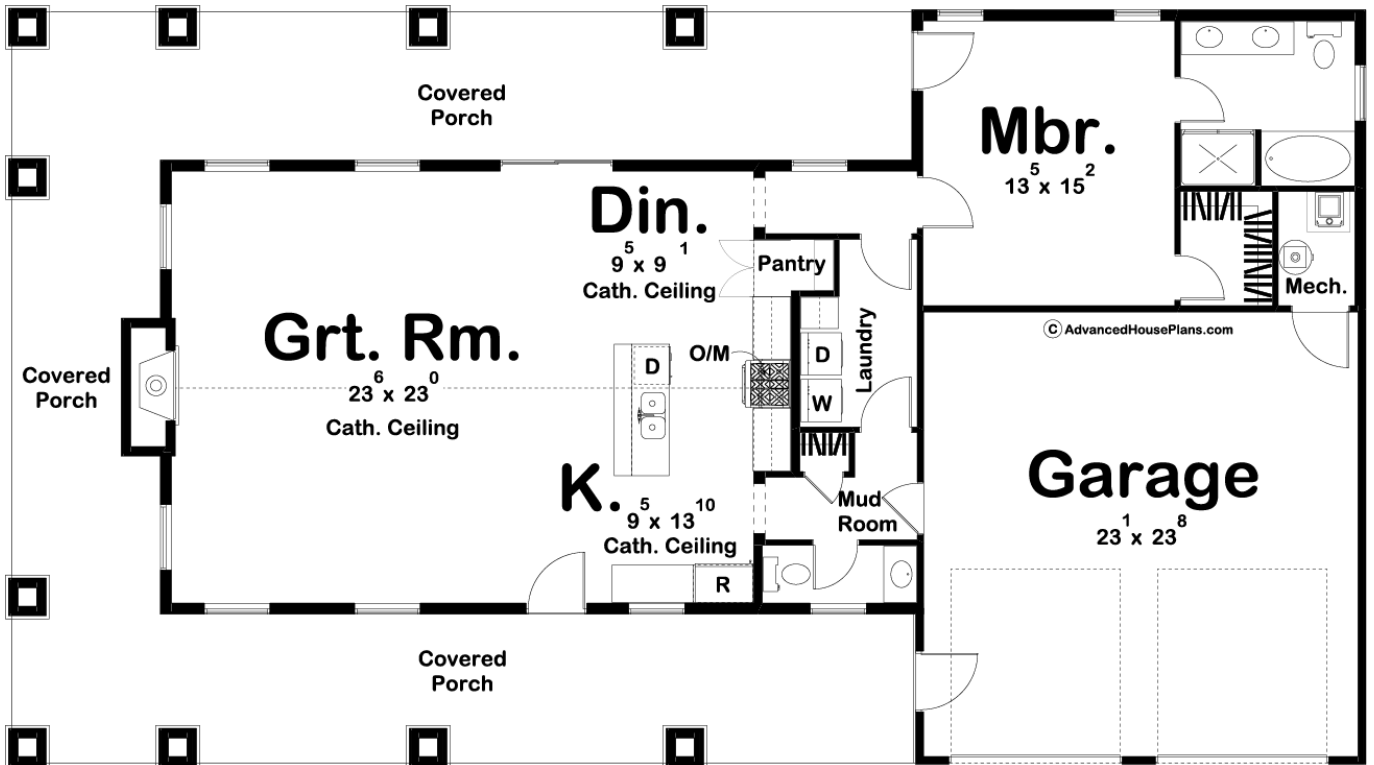 Covered
Porch
Mbr.
13⁵ x 15²
Din.
9⁵ x 9¹
Cath. Ceiling
Pantry
Mech.
Grt. Rm.
23⁶ x 23⁰
Cath. Ceiling
Covered
Porch
© AdvancedHousePlans.com
O/M
D
D
W
Laundry
K.
9⁵ x 13¹⁰
Cath. Ceiling
R
Mud
Room
Garage
23¹ x 23⁸
Covered
Porch